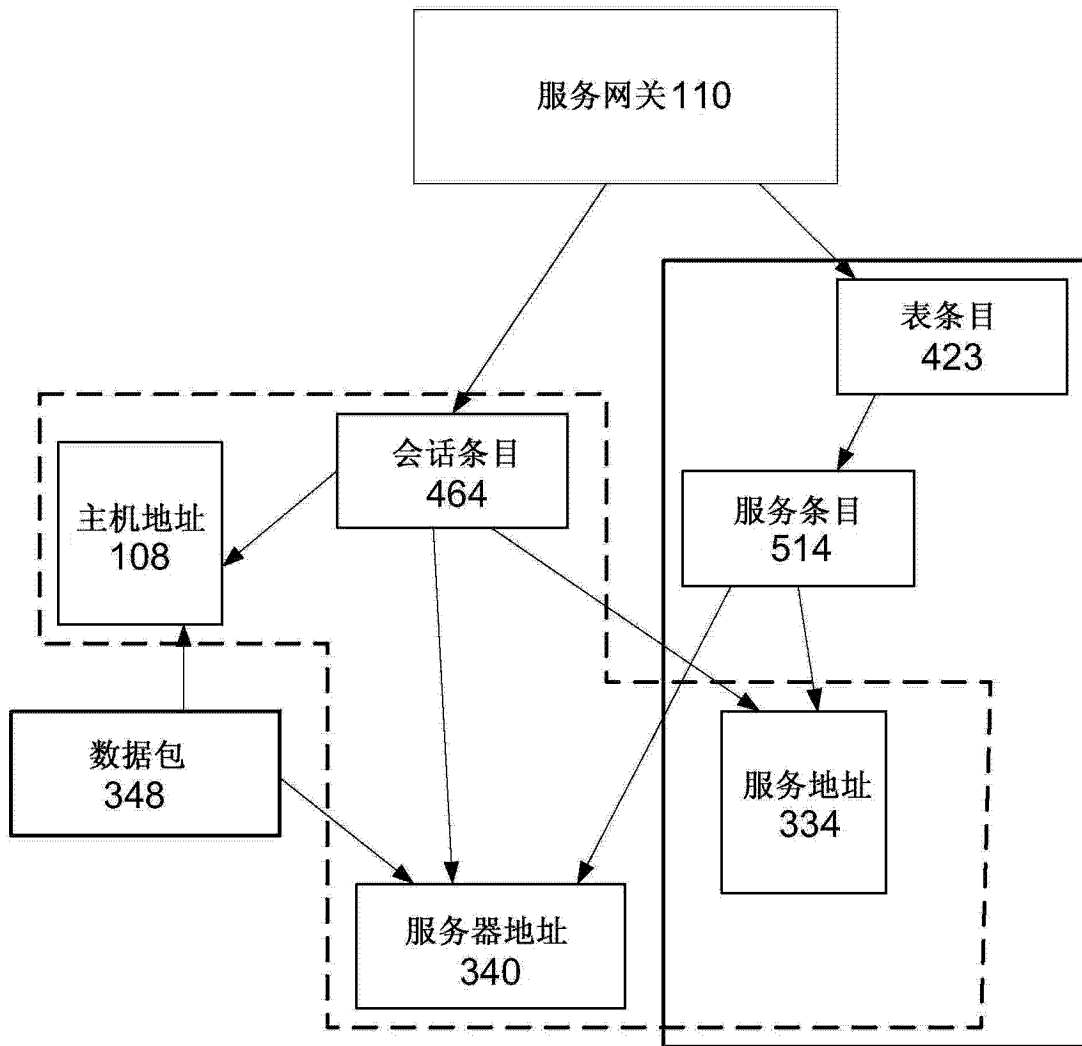 服务网关110
表条目
423
会话条目
464
主机地址
108
服务条目
514
数据包
348
服务地址
334
服务器地址
340